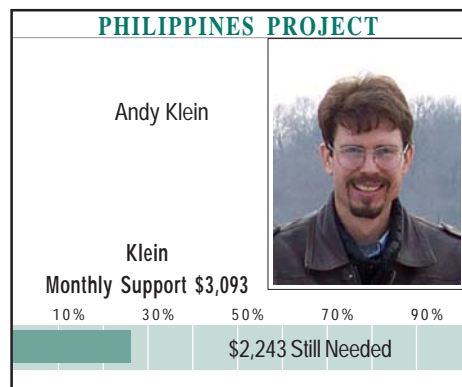 PHILIPPINES PROJECT
Andy Klein
Klein
Monthly Support $3,093
10% 30% 50% 70% 90%
$2,243 Still Needed